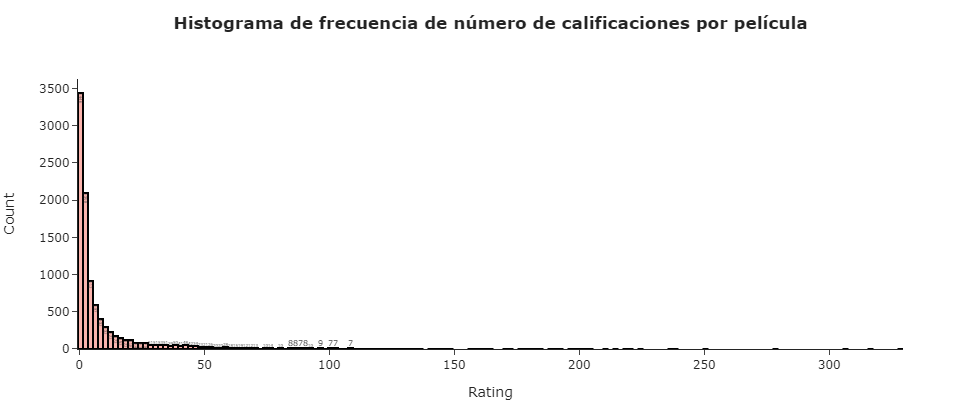 Histograma de frecuencia de número de calificaciones por película
3500
3000
2500
2000
1500
1000
500
0
Count
8878 9 77 7
0 50 100 150 200 250 300
Rating